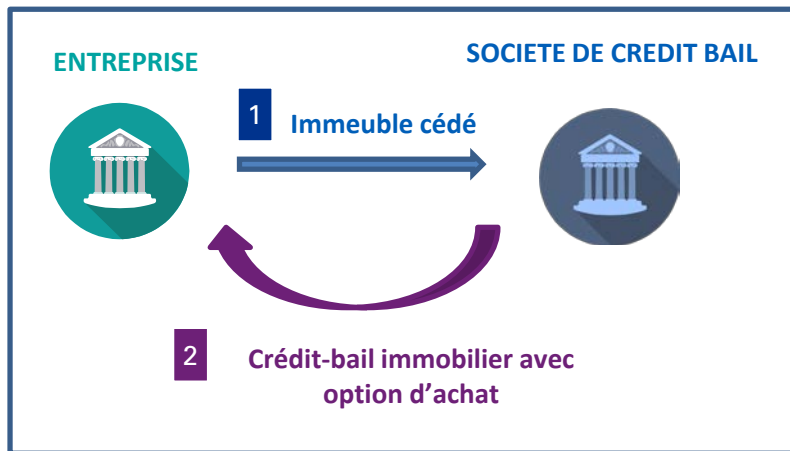 ENTREPRISE
SOCIETE DE CREDIT BAIL
1
Immeuble cédé
2
Crédit-bail immobilier avec
option d’achat